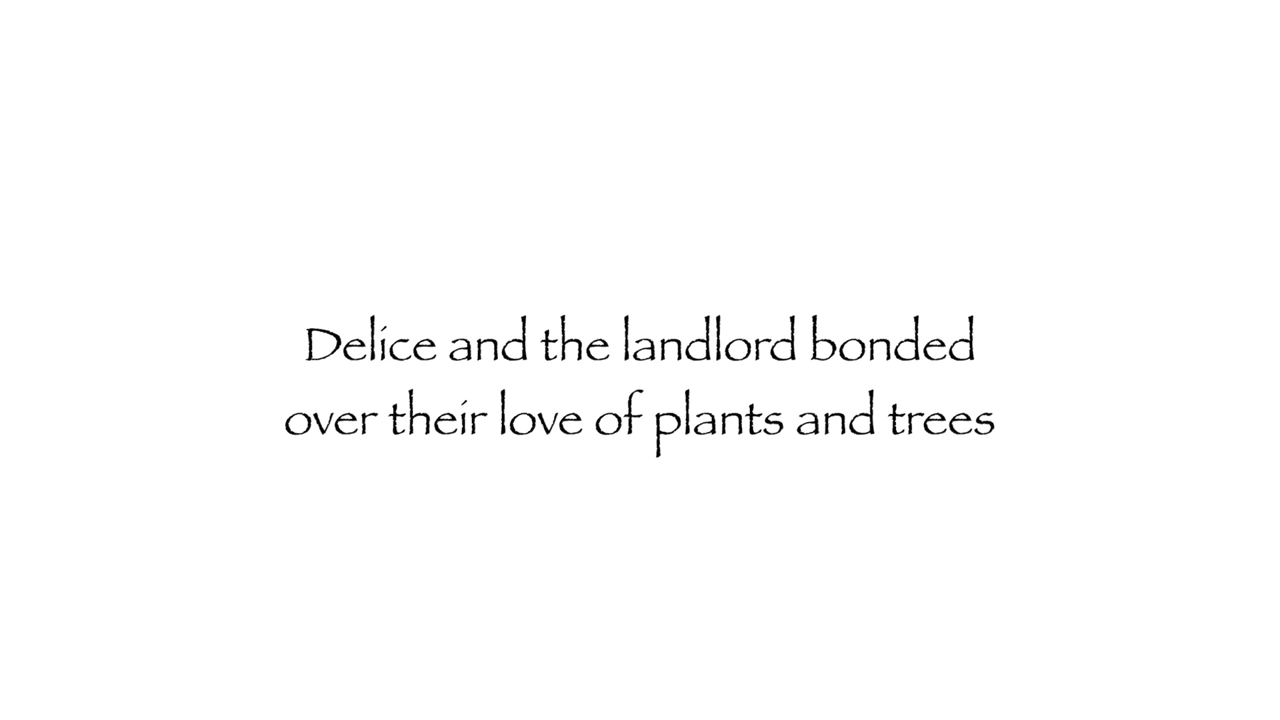 Delice and the landlord bonded
over their love of plants and trees